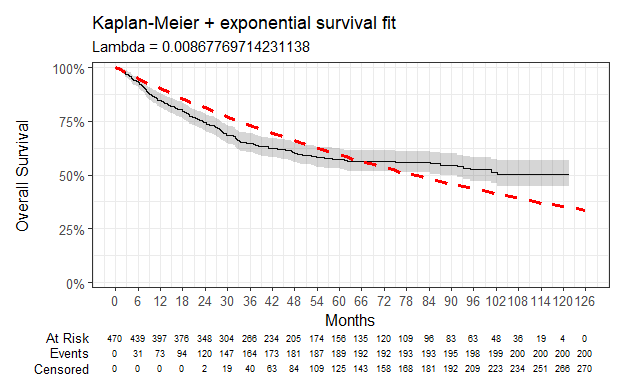 Kaplan-Meier + exponential survival fit
Lambda = 0.00867769714231138
100%
75%
50%
25%
0%
Overall Survival
0 6 12 18 24 30 36 42 48 54 60 66 72 78 84 90 96 102 108 114 120 126
Months
At Risk 470 439 397 376 348 304 266 234 205 174 156 135 120 109 96 83 63 48 36 19 4 0
Events 0 31 73 94 120 147 164 173 181 187 189 192 192 193 193 195 198 199 200 200 200 200
Censored 0 0 0 0 2 19 40 63 84 109 125 143 158 168 181 192 209 223 234 251 266 270